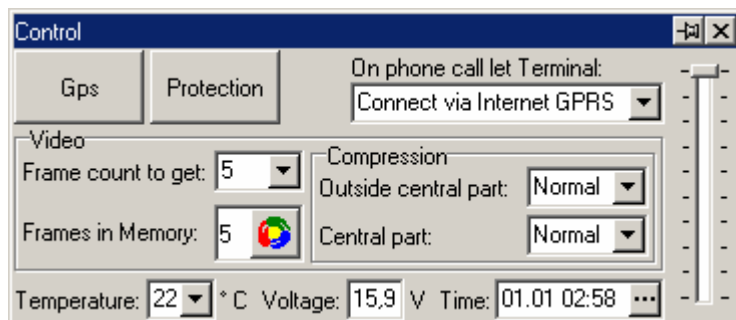 Control
Gps
Protection
On phone call let Terminal:
Connect via Internet GPRS
Video
Frame count to get: 5
Frames in Memory: 5
Compression
Outside central part: Normal
Central part: Normal
Temperature: 22 ° C Voltage: 15,9 V Time: 01.01 02:58 ...